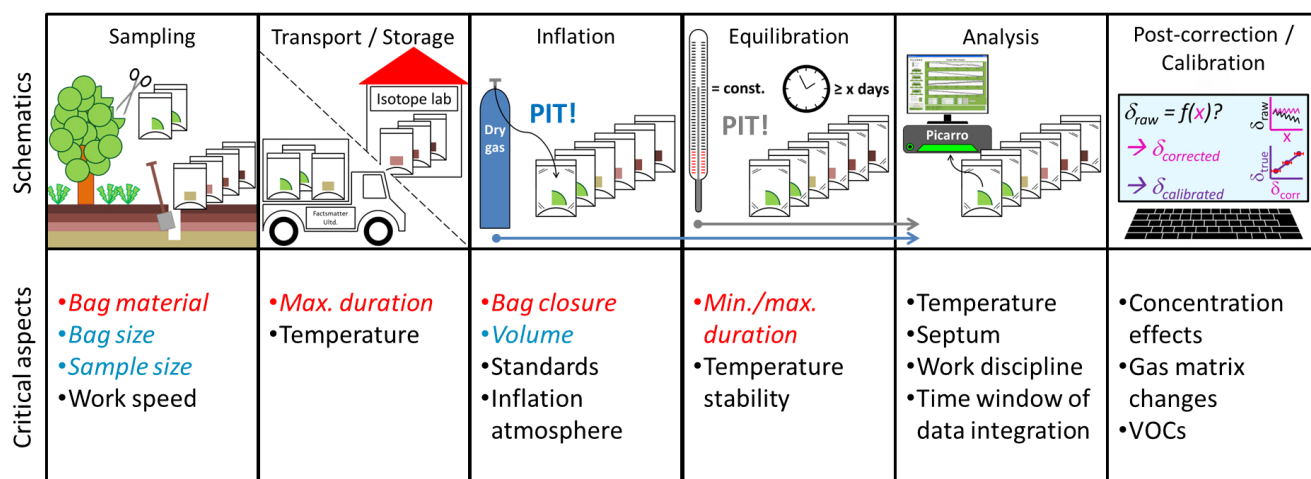 Schematics
Sampling
Transport / Storage
Isotope lab
Factsmatter
Ultd.
Inflation
PIT!
Dry
gas
Equilibration
= const.
≥ x days
PIT!
Analysis
Picarro
Post-correction /
Calibration
δraw = f(x)?
→ δcorrected
→ δcalibrated
δraw
x
δtrue
δcorr
Critical aspects
•Bag material
•Bag size
•Sample size
•Work speed
•Max. duration
•Temperature
•Bag closure
•Volume
•Standards
•Inflation
atmosphere
•Min./max.
duration
•Temperature
stability
•Temperature
•Septum
•Work discipline
•Time window of
data integration
•Concentration
effects
•Gas matrix
changes
•VOCs